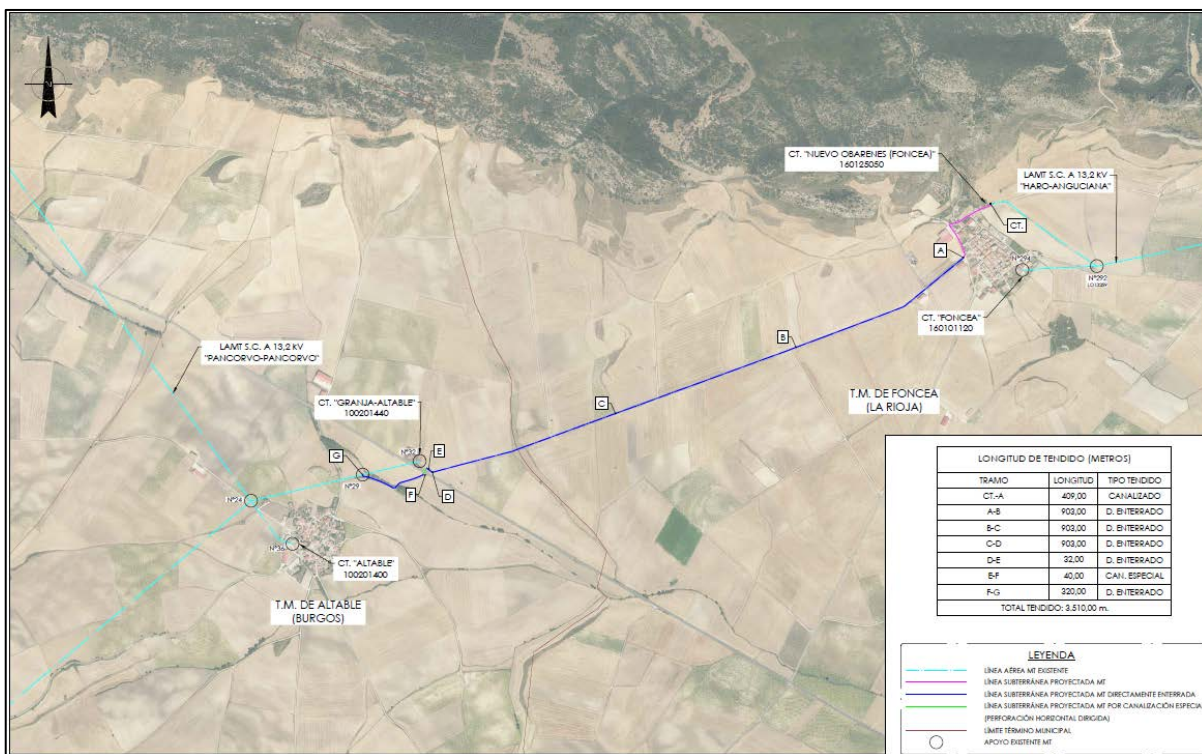 CT. "NUEVO OBARENES (FONCEA)"
160125050
LAMT S.C. A 13,2 KV
"HARO-ANGUCIANA"
CT.
A
Nº294
Nº292
CT. "FONCEA"
160101120
B
LAMT S.C. A 13,2 KV
"PANCORVO-PANCORVO"
T.M. DE FONCEA
(LA RIOJA)
CT. "GRANJA-ALTABLE"
100201440
C
Nº32
E
G
Nº29
F
D
Nº24
CT. "ALTABLE"
100201400
T.M. DE ALTABLE
(BURGOS)
LONGITUD DE TENDIDO (METROS)
TRAMO LONGITUD TIPO TENDIDO
CT.-A 409,00 CANALIZADO
A-B 903,00 D. ENTERRADO
B-C 903,00 D. ENTERRADO
C-D 903,00 D. ENTERRADO
D-E 32,00 D. ENTERRADO
E-F 40,00 CAN. ESPECIAL
F-G 320,00 D. ENTERRADO
TOTAL TENDIDO: 3.510,00 m.
LEYENDA
LÍNEA AÉREA MT EXISTENTE
LÍNEA SUBTERRÁNEA PROYECTADA MT
LÍNEA SUBTERRÁNEA PROYECTADA MT DIRECTAMENTE ENTERRADA
LÍNEA SUBTERRÁNEA PROYECTADA MT POR CANALIZACIÓN ESPECIA
(PERFORACIÓN HORIZONTAL DIRIGIDA)
LÍMITE TÉRMINO MUNICIPAL
APOYO EXISTENTE MT